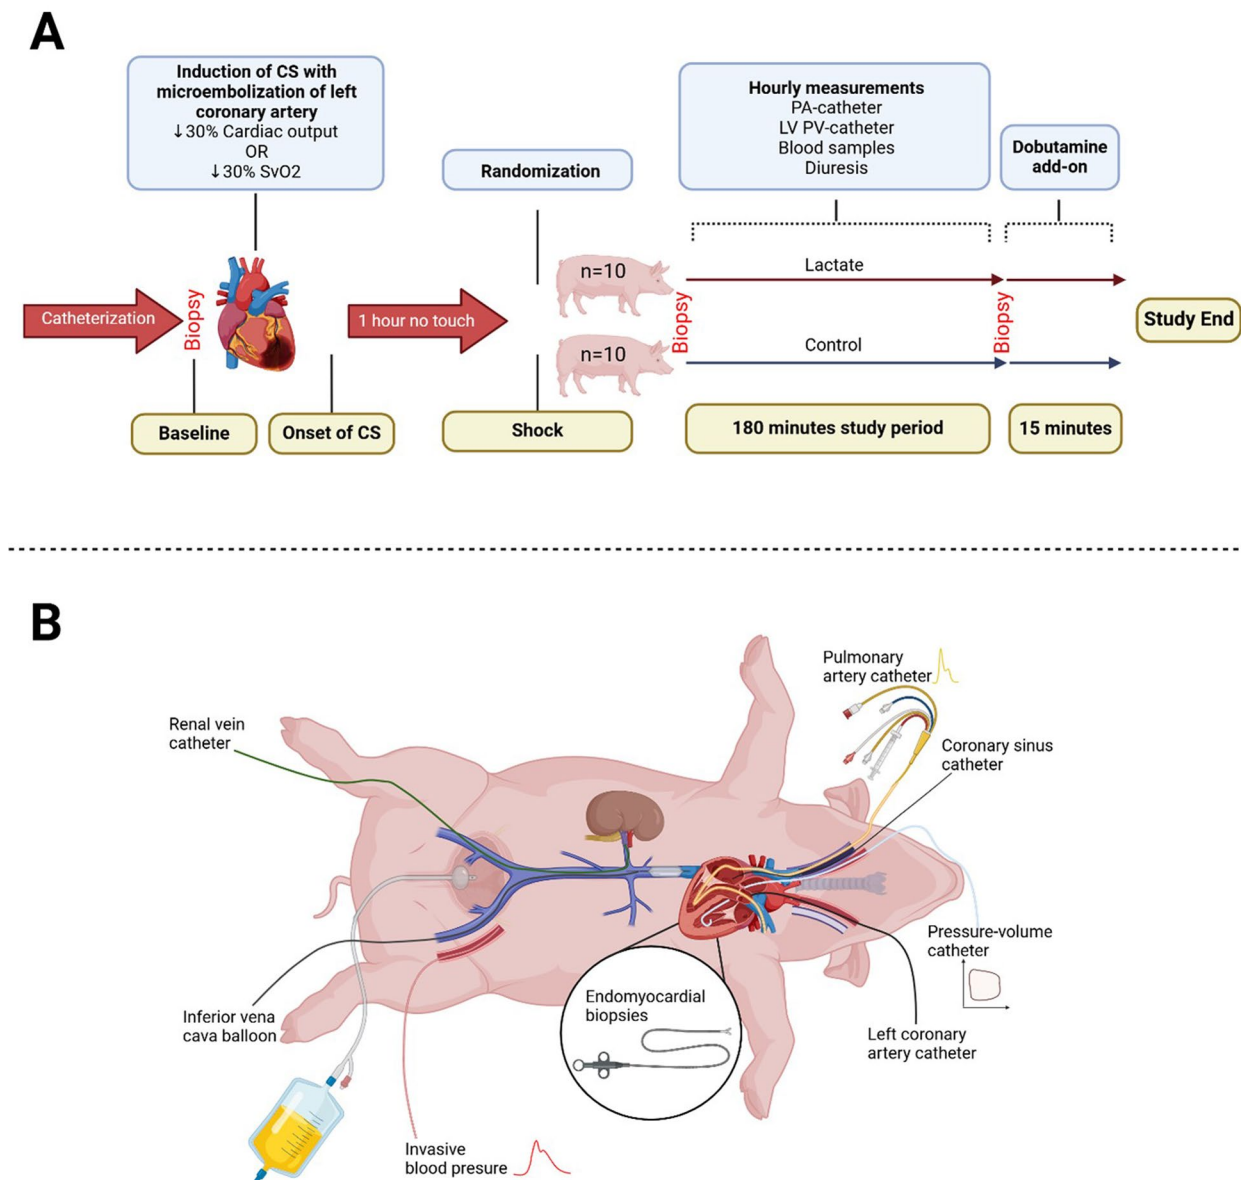 A
Induction of CS with
microembolization of left
coronary artery
↓30% Cardiac output
OR
↓30% SvO2
Randomization
Hourly measurements
PA-catheter
LV PV-catheter
Blood samples
Diuresis
Dobutamine
add-on
Catheterization
Biopsy
1 hour no touch
n=10
n=10
Biopsy
Lactate
Control
Biopsy
Study End
Baseline
Onset of CS
Shock
180 minutes study period
15 minutes
B
Pulmonary
artery catheter
Renal vein
catheter
Coronary sinus
catheter
Pressure-volume
catheter
Endomyocardial
biopsies
Inferior vena
cava balloon
Left coronary
artery catheter
Invasive
blood presure